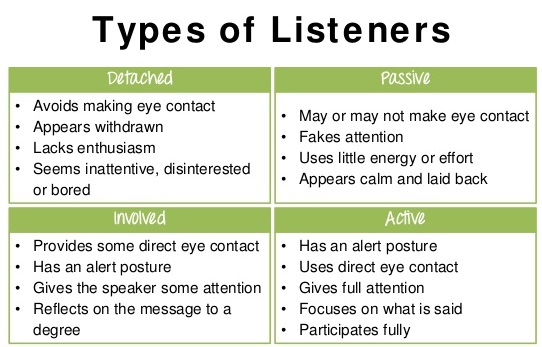 Types of Listeners
Detached
• Avoids making eye contact
• Appears withdrawn
• Lacks enthusiasm
• Seems inattentive, disinterested
or bored
Passive
• May or may not make eye contact
• Fakes attention
• Uses little energy or effort
• Appears calm and laid back
Involved
• Provides some direct eye contact
• Has an alert posture
• Gives the speaker some attention
• Reflects on the message to a
degree
Active
• Has an alert posture
• Uses direct eye contact
• Gives full attention
• Focuses on what is said
• Participates fully